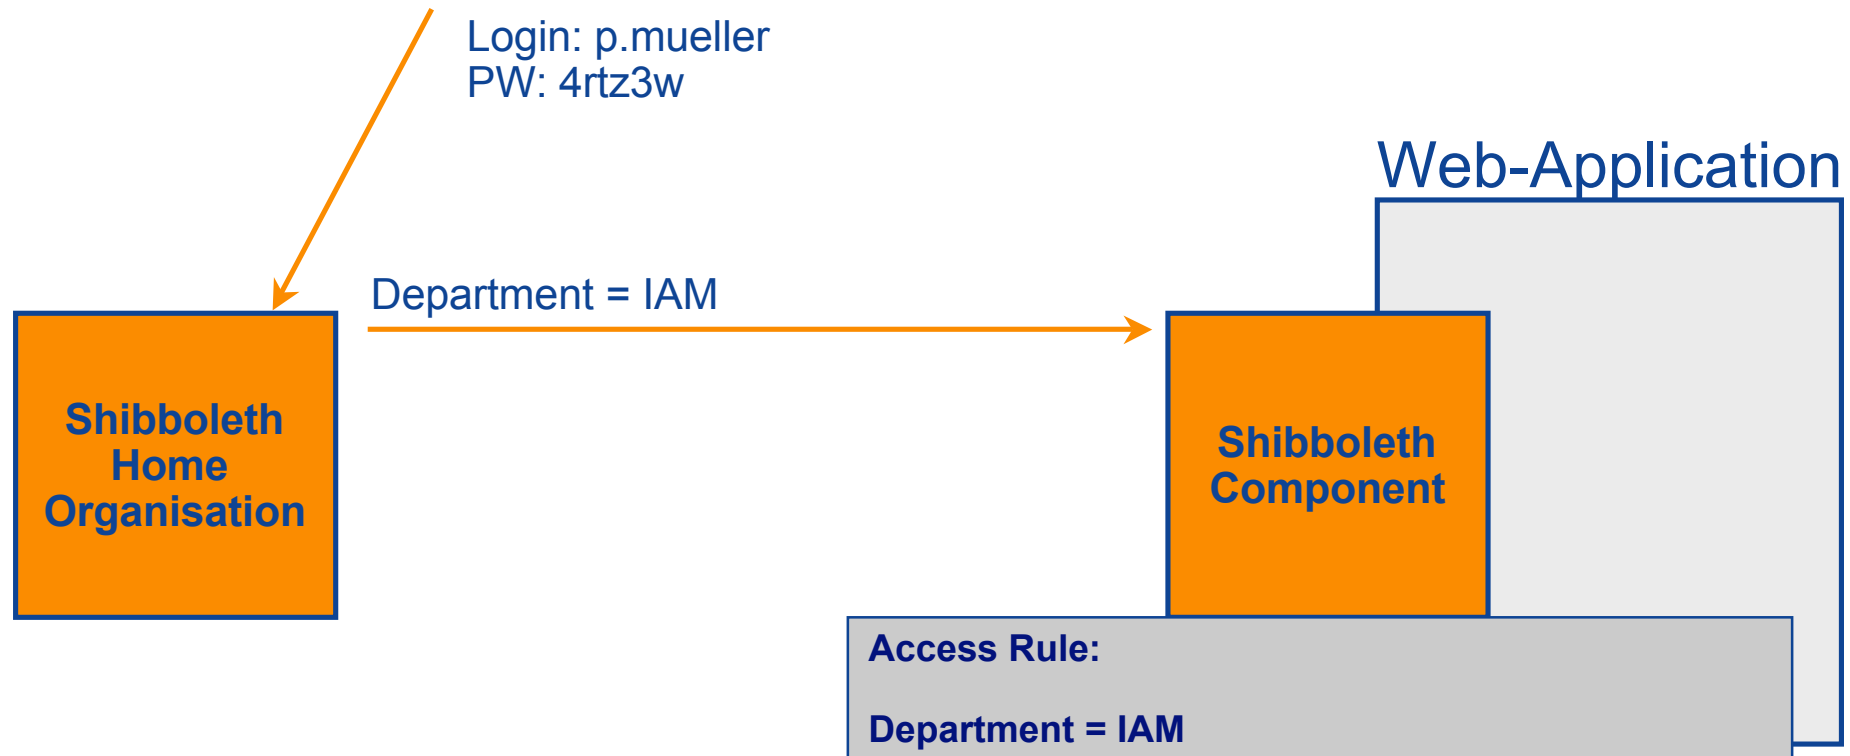 Login: p.mueller
PW: 4rtz3w
Web-Application
Department = IAM
Shibboleth
Home
Organisation
Shibboleth
Component
Access Rule:
Department = IAM